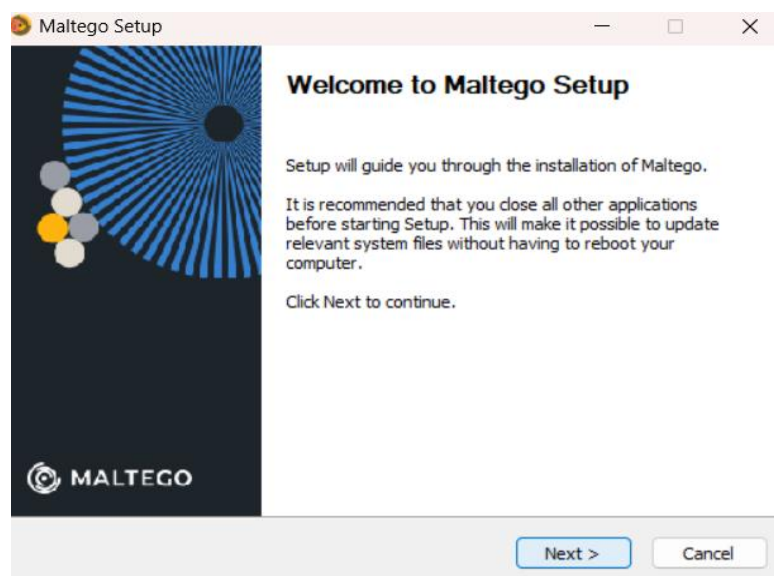 Maltego Setup
Welcome to Maltego Setup
Setup will guide you through the installation of Maltego.
It is recommended that you close all other applications
before starting Setup. This will make it possible to update
relevant system files without having to reboot your
computer.
Click Next to continue.
MALTEGO
Next >
Cancel